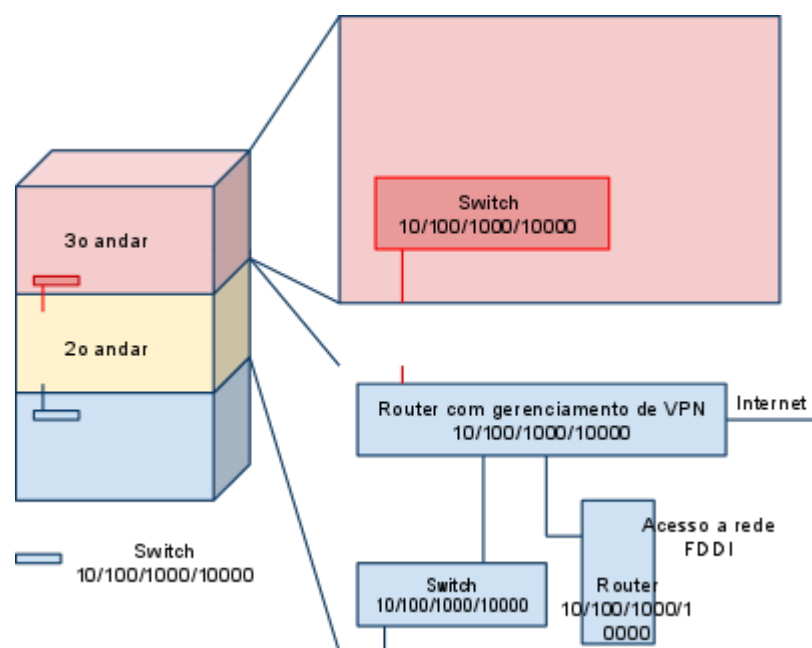 Switch
10/100/1000/10000
3o andar
2o andar
Router com gerenciamento de VPN
10/100/1000/10000
Internet
Acesso a rede
FDDI
Switch
10/100/1000/10000
Switch
10/100/1000/10000
Router
10/100/1000/1
0000